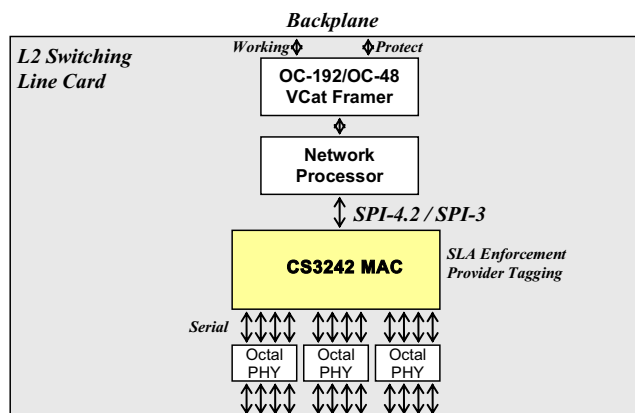 Backplane
L2 Switching
Line Card
Working
Protect
OC-192/OC-48
VCat Framer
Network
Processor
SPI-4.2 / SPI-3
CS3242 MAC
SLA Enforcement
Provider Tagging
Serial
Octal
PHY
Octal
PHY
Octal
PHY